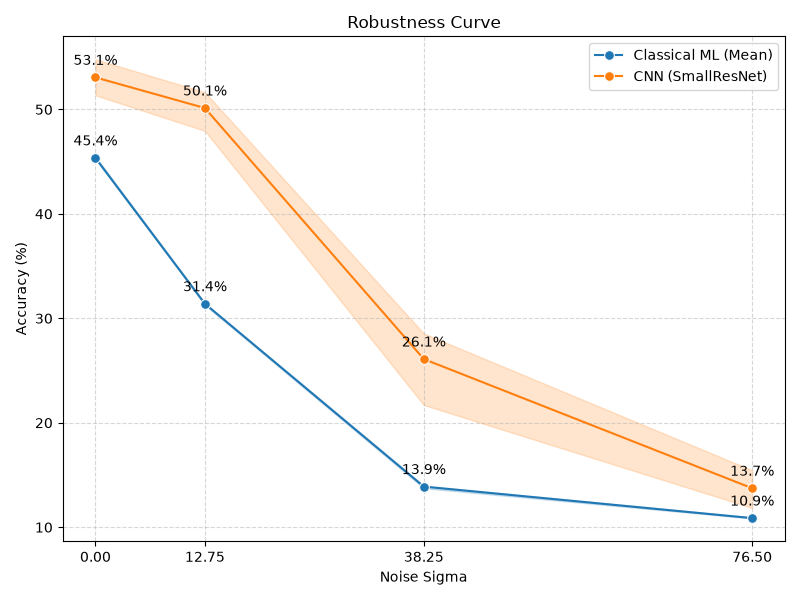 Robustness Curve
Classical ML (Mean)
CNN (SmallResNet)
53.1%
50.1%
45.4%
31.4%
26.1%
13.9%
13.7%
10.9%
Accuracy (%)
50
40
30
20
10
0.00 12.75 38.25 76.50
Noise Sigma